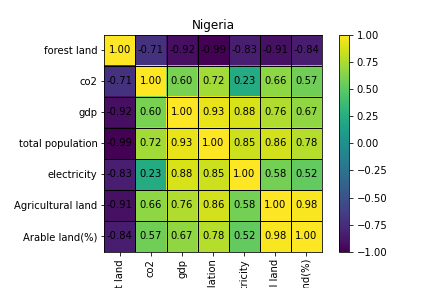 Nigeria
forest land 1.00 -0.71 -0.92 -0.99 -0.83 -0.91 -0.84 1.00
co2 -0.71 1.00 0.60 0.72 0.23 0.66 0.57 0.75
gdp -0.92 0.60 1.00 0.93 0.88 0.76 0.67 0.50
total population -0.99 0.72 0.93 1.00 0.85 0.86 0.78 0.25
0.00
electricity -0.83 0.23 0.88 0.85 1.00 0.58 0.52 -0.25
Agricultural land -0.91 0.66 0.76 0.86 0.58 1.00 0.98 -0.50
Arable land(%) -0.84 0.57 0.67 0.78 0.52 0.98 1.00 -0.75
-1.00
t land
co2
gdp
lation
ricity
l land
nd(%)